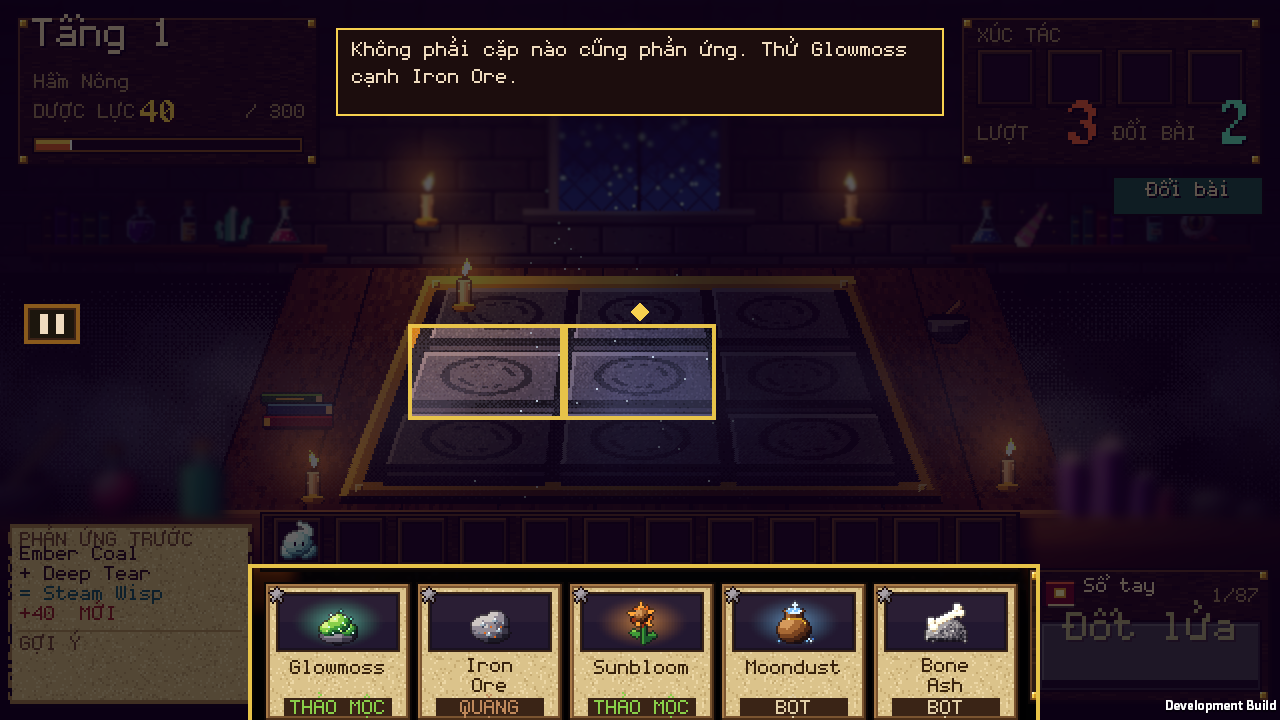 Tầng 1
Hầm Nông
DƯỢC LỰC 40 / 300
Không phải cặp nào cũng phản ứng. Thử Glowmoss
cạnh Iron Ore.
XÚC TÁC
LƯỢT 3 ĐỔI BÀI 2
Đổi bài
PHẢN ỨNG TRƯỚC
Ember Coal
+ Deep Tear
= Steam Wisp
+40 MỚI
GỢI Ý
Glowmoss
THẢO MỘC
Iron
Ore
QUẶNG
Sunbloom
THẢO MỘC
Moondust
BỘT
Bone
Ash
BỘT
Sổ tay
1/87
Đốt lửa
Development Build